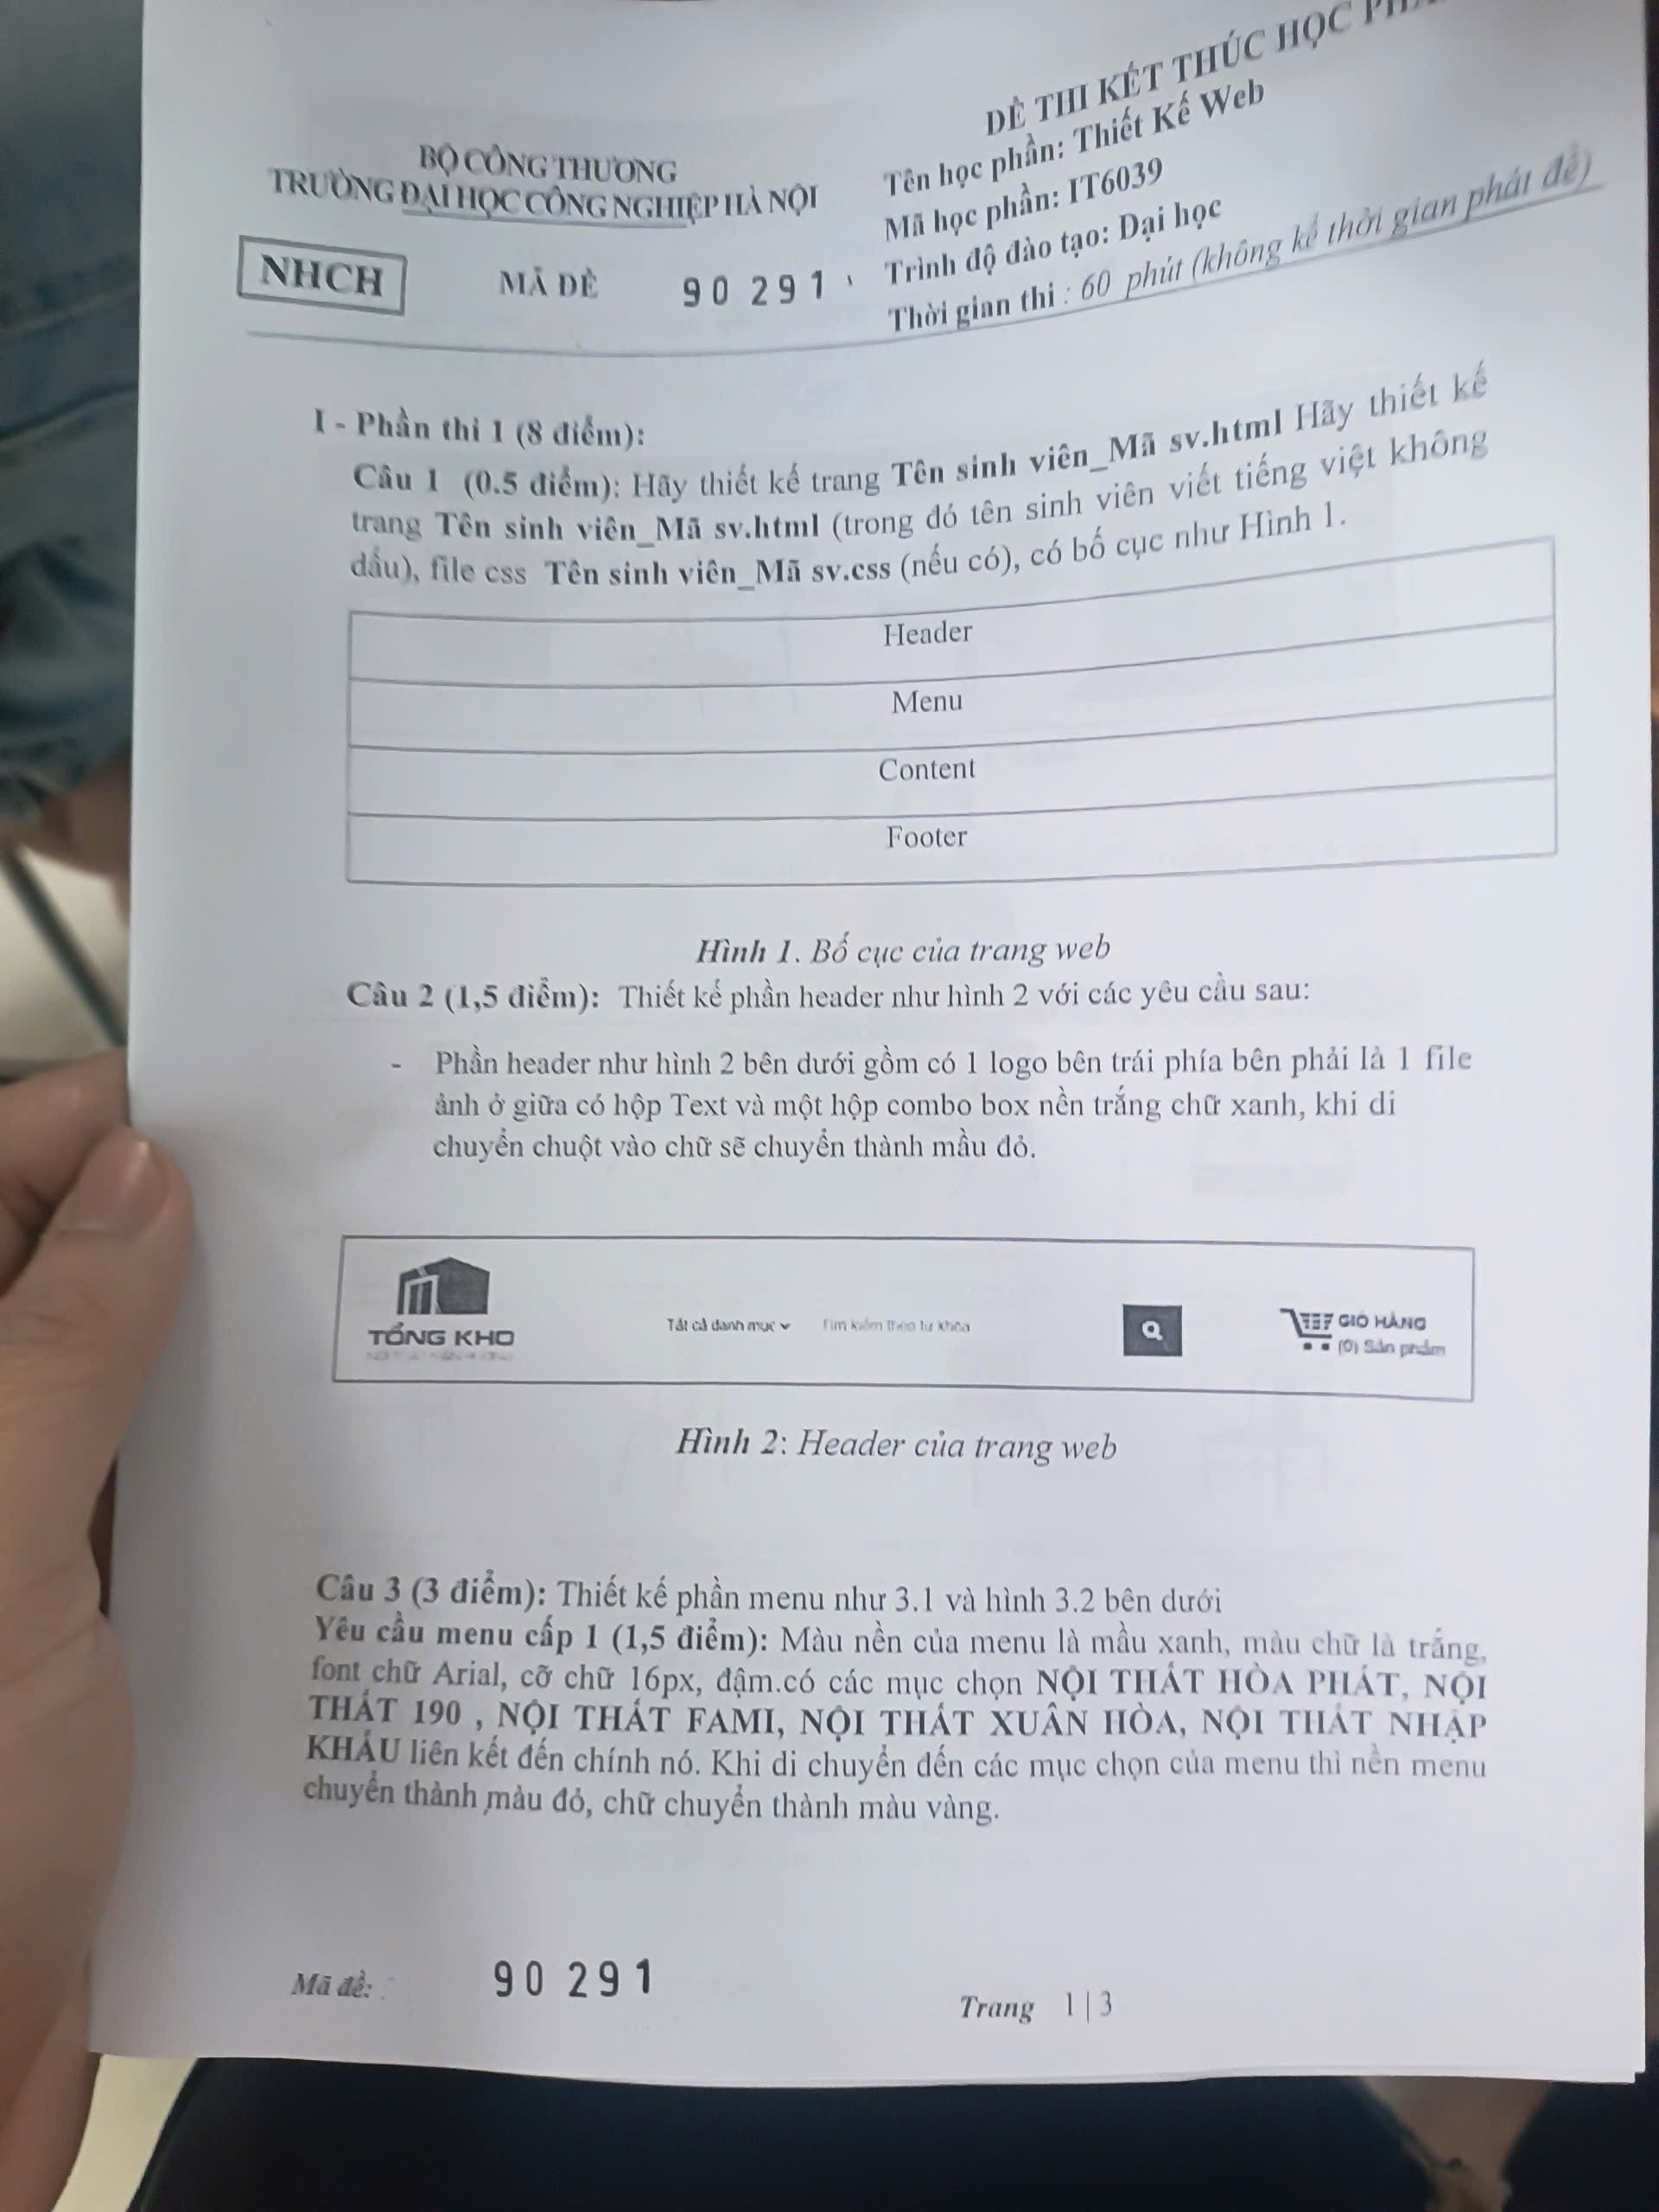 BỘ CÔNG THƯƠNG
TRƯỜNG ĐẠI HỌC CÔNG NGHIỆP HÀ NỘI
NHCH
MÃ ĐỀ 90 291
ĐỀ THI KẾT THÚC HỌC
Tên học phần: Thiết Kế Web
Mã học phần: IT6039
Trình độ đào tạo: Đại học
Thời gian thi : 60 phút (không kể thời gian phát đề)
I - Phần thi 1 (8 điểm):
Câu 1 (0.5 điểm): Hãy thiết kế trang Tên sinh viên_Mã sv.html Hãy thiết kế
trang Tên sinh viên_Mã sv.html (trong đó tên sinh viên viết tiếng việt không
dấu), file css Tên sinh viên_Mã sv.css (nếu có), có bố cục như Hình 1.
Header
Menu
Content
Footer
Hình 1. Bố cục của trang web
Câu 2 (1,5 điểm): Thiết kế phần header như hình 2 với các yêu cầu sau:
- Phần header như hình 2 bên dưới gồm có 1 logo bên trái phía bên phải là 1 file
ảnh ở giữa có hộp Text và một hộp combo box nền trắng chữ xanh, khi di
chuyển chuột vào chữ sẽ chuyển thành mầu đỏ.
TỔNG KHO
Tất cả danh mục
Tìm kiếm theo từ khóa
GIỎ HÀNG
(0) Sản phẩm
Hình 2: Header của trang web
Câu 3 (3 điểm): Thiết kế phần menu như 3.1 và hình 3.2 bên dưới
Yêu cầu menu cấp 1 (1,5 điểm): Màu nền của menu là mầu xanh, màu chữ là trắng,
font chữ Arial, cỡ chữ 16px, đậm.có các mục chọn NỘI THẤT HÒA PHÁT, NỘI
THẤT 190 , NỘI THẤT FAMI, NỘI THẤT XUÂN HÒA, NỘI THẤT NHẬP
KHẨU liên kết đến chính nó. Khi di chuyển đến các mục chọn của menu thì nền menu
chuyển thành màu đỏ, chữ chuyển thành màu vàng.
Mã đề: 90 291
Trang 1 | 3